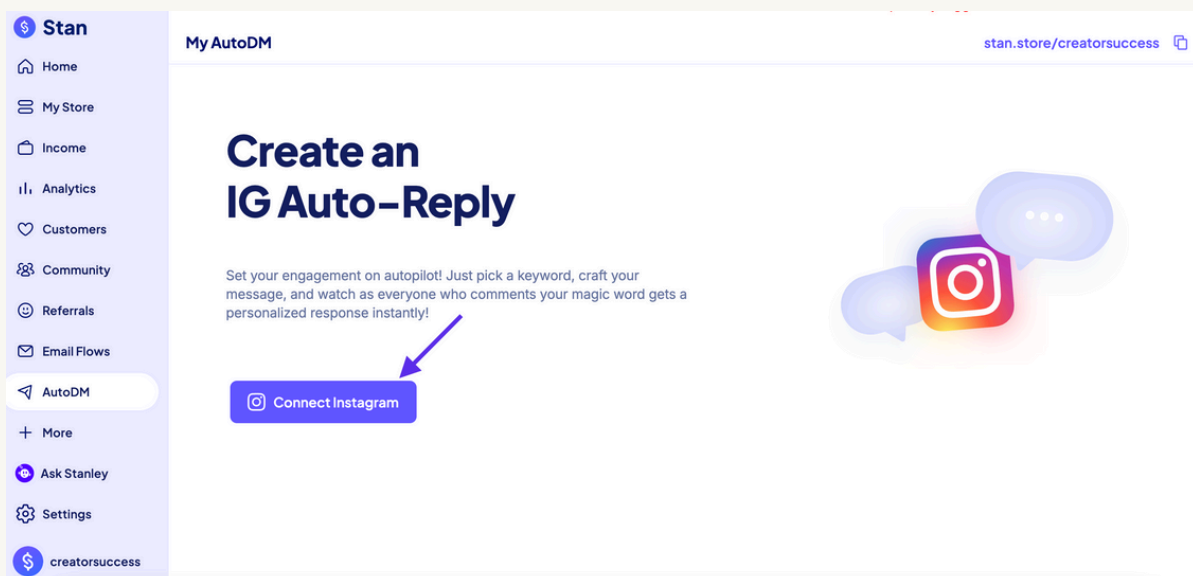 Stan
Home
My Store
Income
Analytics
Customers
Community
Referrals
Email Flows
AutoDM
More
Ask Stanley
Settings
creatorsuccess
My AutoDM
stan.store/creatorsuccess
Create an
IG Auto-Reply
Set your engagement on autopilot! Just pick a keyword, craft your
message, and watch as everyone who comments your magic word gets a
personalized response instantly!
Connect Instagram